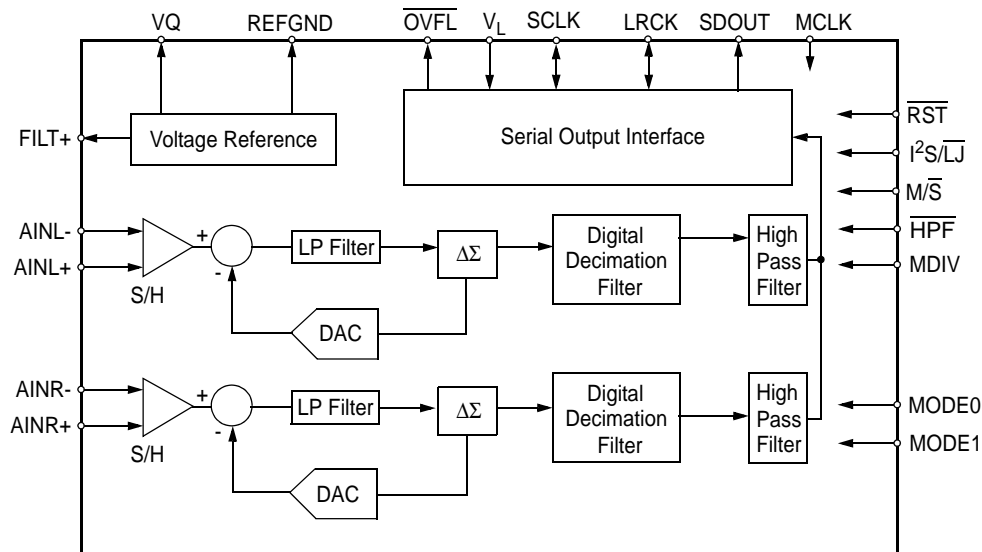 VQ REFGND OVFL VL SCLK LRCK SDOUT MCLK
FILT+ Voltage Reference Serial Output Interface RST
I²S/LJ
M/S
AINL- + LP Filter ΔΣ Digital Decimation Filter High Pass Filter HPF
AINL+ - MDIV
S/H
DAC
AINR- + LP Filter ΔΣ Digital Decimation Filter High Pass Filter MODE0
AINR+ - MODE1
S/H
DAC